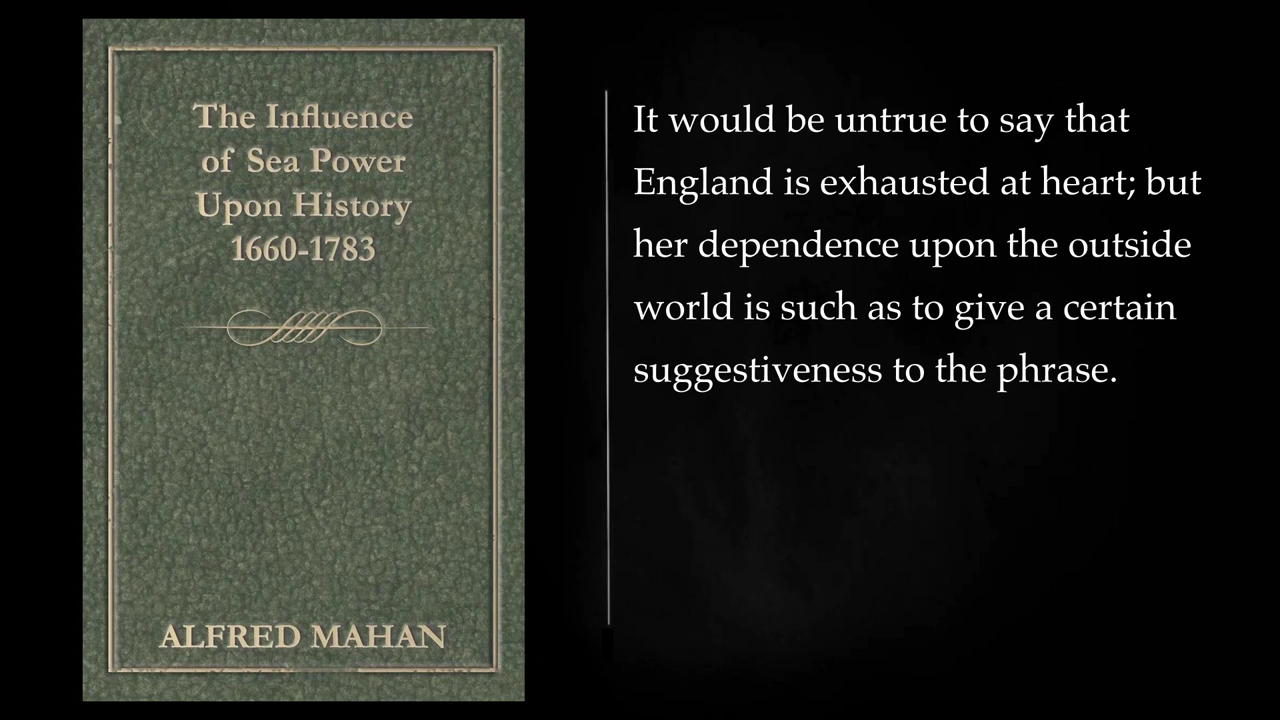 The Influence
of Sea Power
Upon History
1660-1783
ALFRED MAHAN
It would be untrue to say that
England is exhausted at heart; but
her dependence upon the outside
world is such as to give a certain
suggestiveness to the phrase.